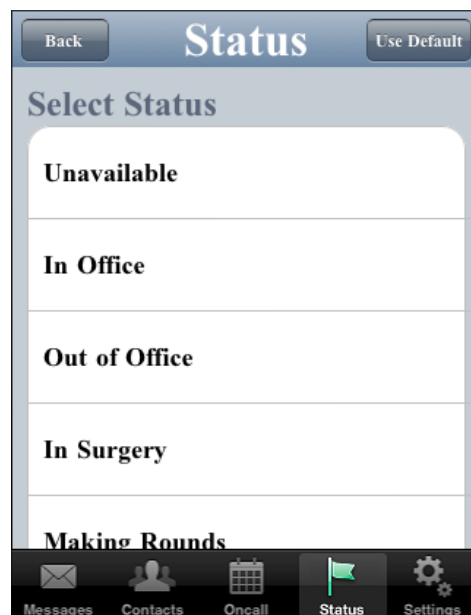 Back Status Use Default
Select Status
Unavailable
In Office
Out of Office
In Surgery
Making Rounds
Messages Contacts Oncall Status Settings